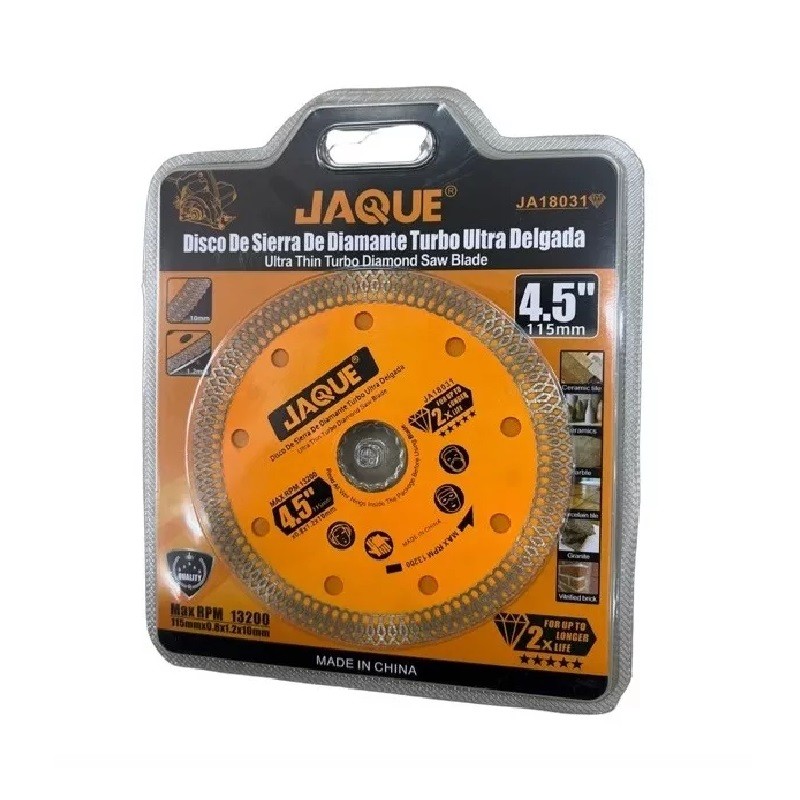 JAQUE®
JA18031
Disco De Sierra De Diamante Turbo Ultra Delgada
Ultra Thin Turbo Diamond Saw Blade
4.5"
115mm
10mm
1.2mm
Ceramic tile
Ceramics
Marble
Porcelain tile
Granite
Vitrified brick
JAQUE®
Disco De Sierra De Diamante Turbo Ultra Delgada
Ultra Thin Turbo Diamond Saw Blade
JA18031
FOR UP TO
2x LONGER
LIFE
MAX RPM 13200
4.5"
MADE IN CHINA
MAX RPM 13200
QUALITY
Max RPM 13200
115mmx0.8x1.2x10mm
FOR UP TO
2x LONGER
LIFE
MADE IN CHINA